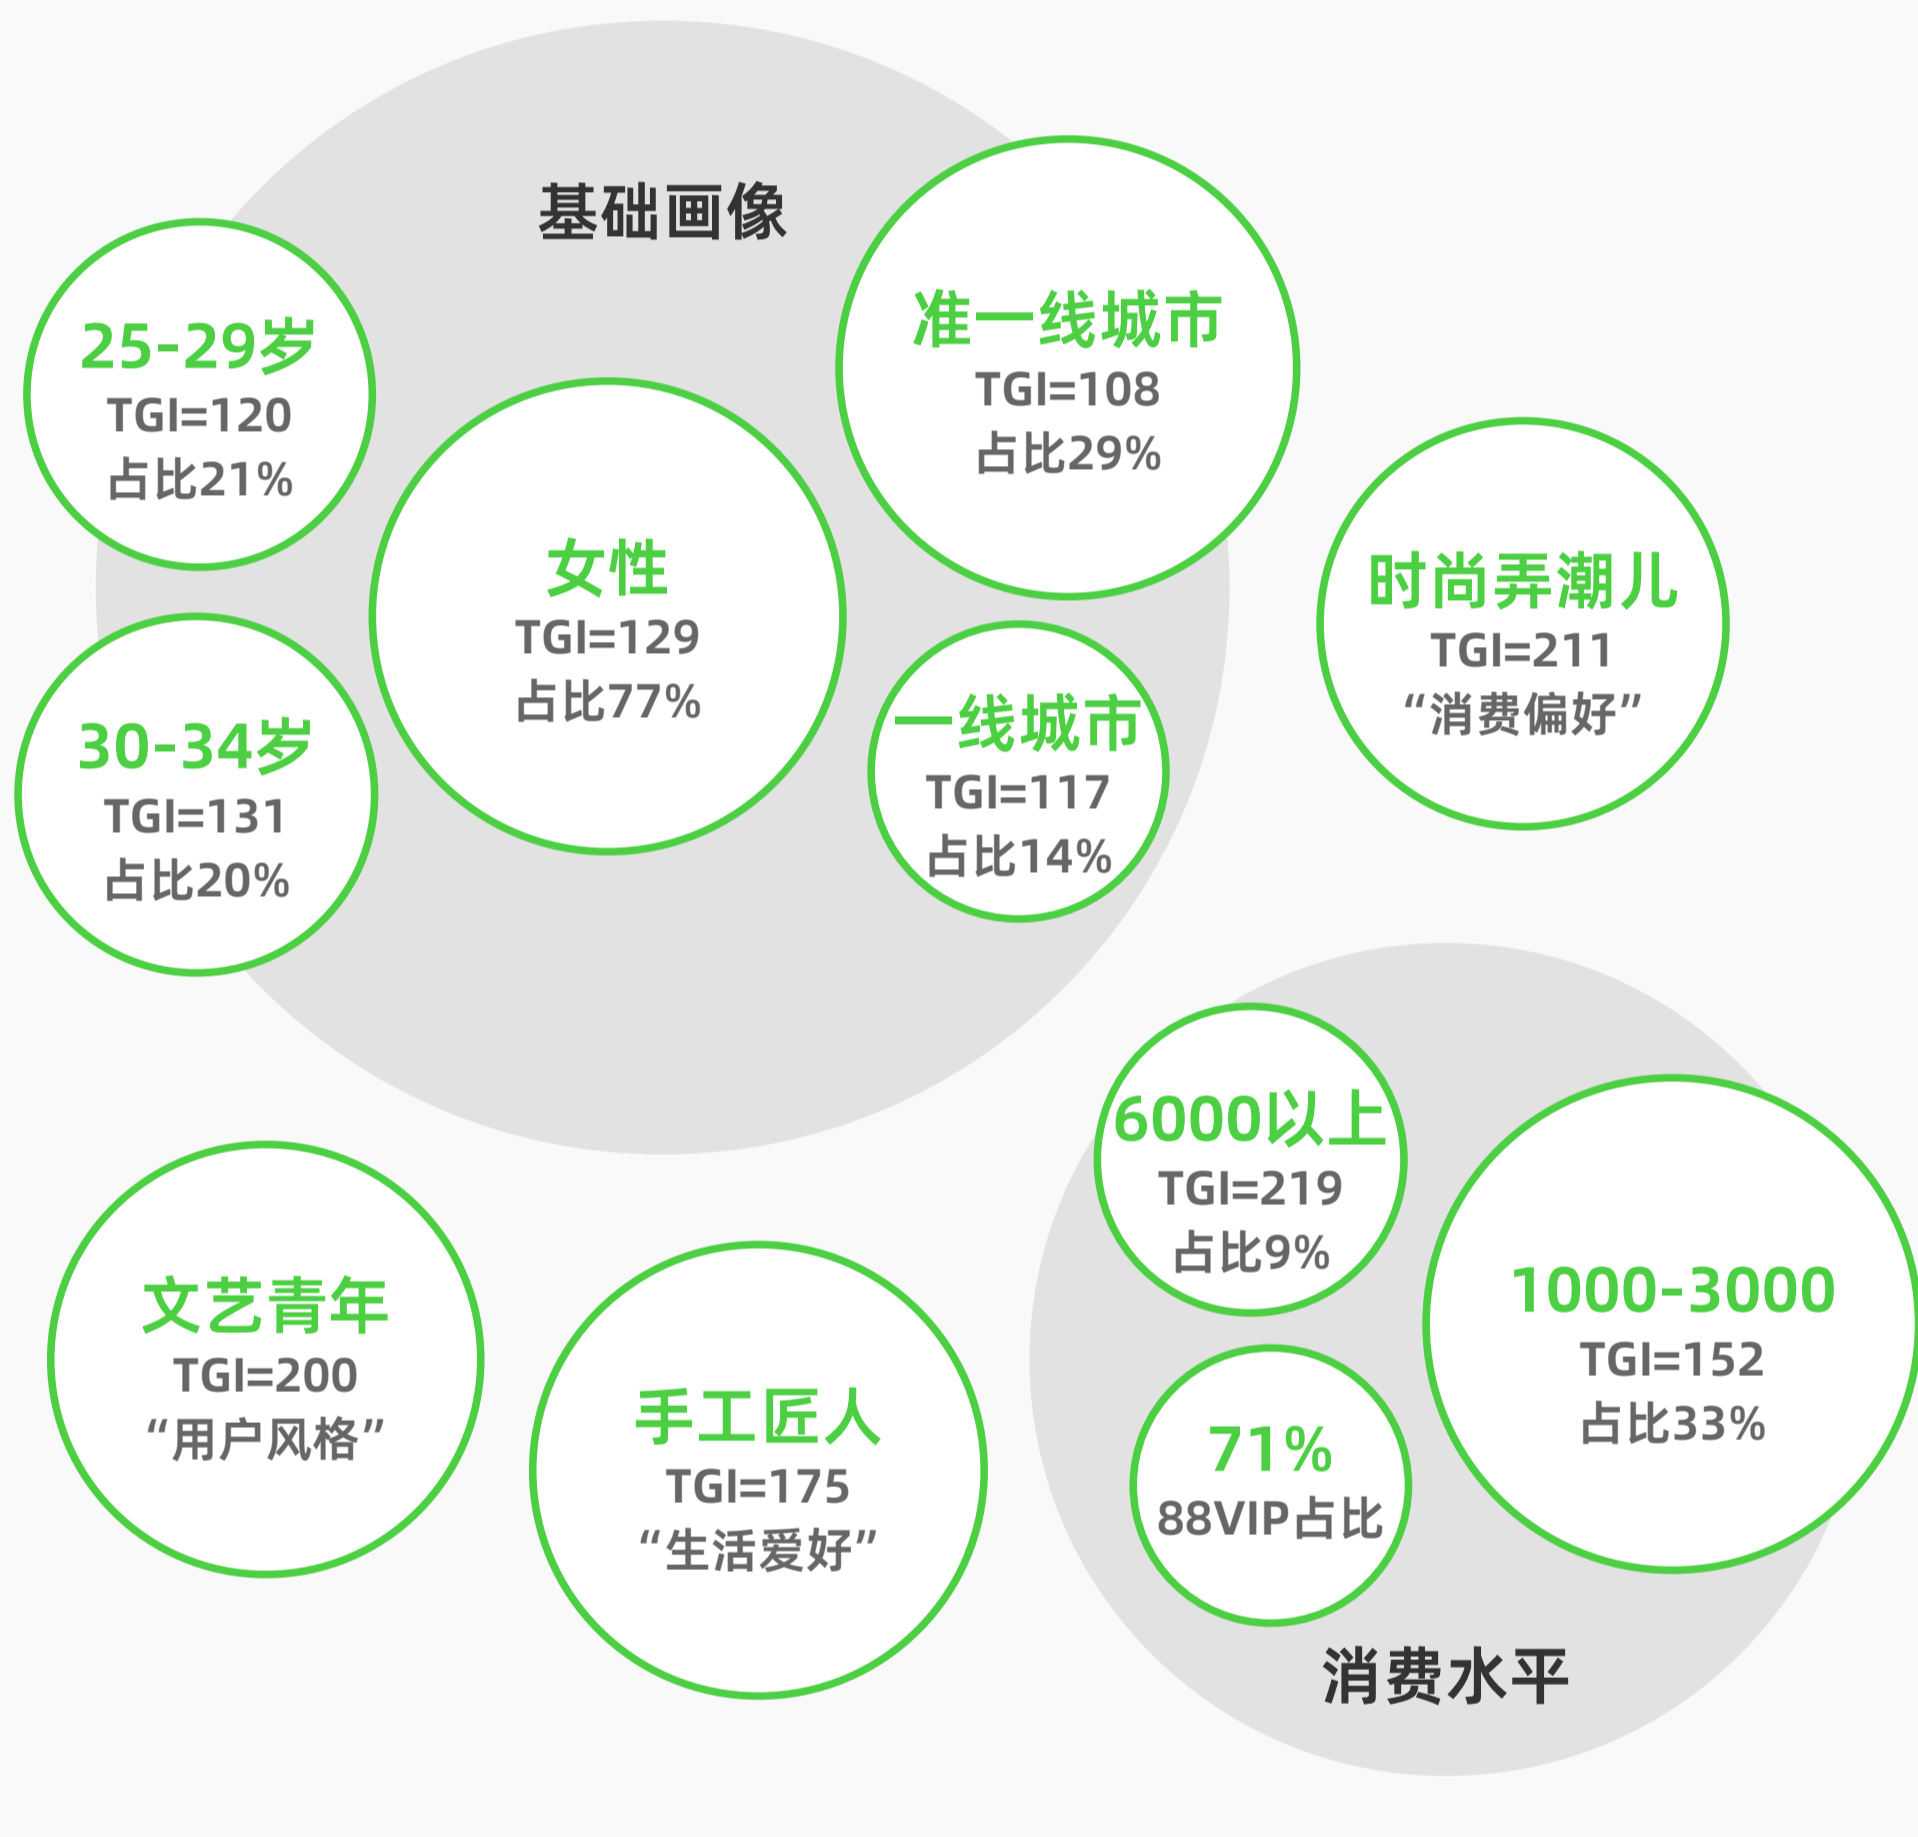 基础画像
25-29岁
TGI=120
占比21%
准一线城市
TGI=108
占比29%
女性
TGI=129
占比77%
时尚弄潮儿
TGI=211
“消费偏好”
30-34岁
TGI=131
占比20%
一线城市
TGI=117
占比14%
6000以上
TGI=219
占比9%
1000-3000
TGI=152
占比33%
文艺青年
TGI=200
“用户风格”
手工匠人
TGI=175
“生活爱好”
71%
88VIP占比
消费水平